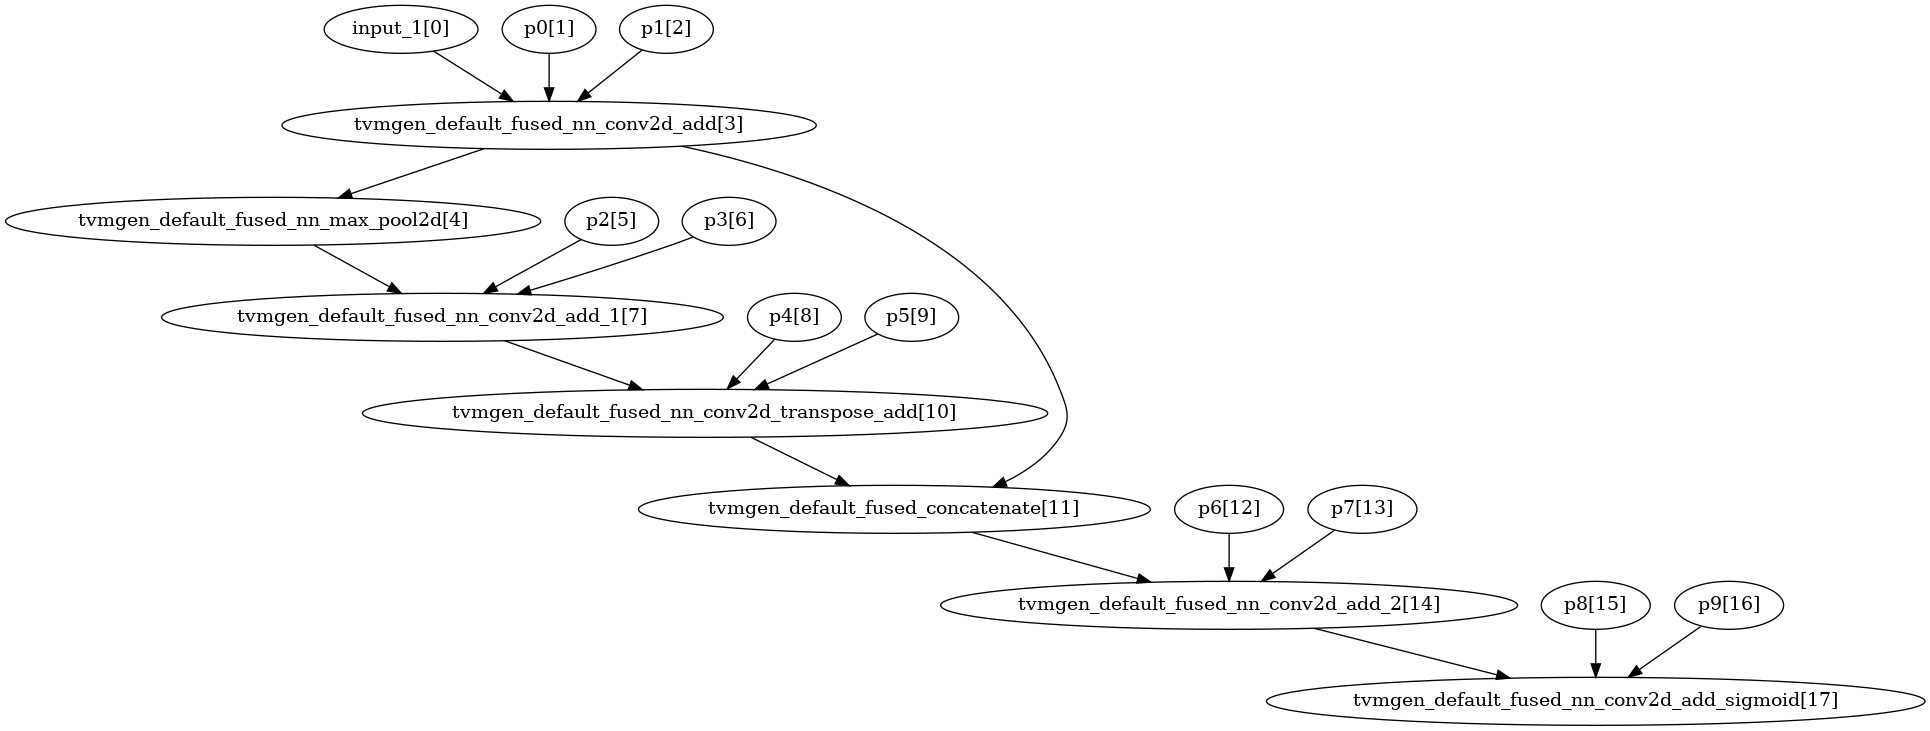 input_1[0]
p0[1]
p1[2]
tvmgen_default_fused_nn_conv2d_add[3]
tvmgen_default_fused_nn_max_pool2d[4]
p2[5]
p3[6]
tvmgen_default_fused_nn_conv2d_add_1[7]
p4[8]
p5[9]
tvmgen_default_fused_nn_conv2d_transpose_add[10]
tvmgen_default_fused_concatenate[11]
p6[12]
p7[13]
tvmgen_default_fused_nn_conv2d_add_2[14]
p8[15]
p9[16]
tvmgen_default_fused_nn_conv2d_add_sigmoid[17]